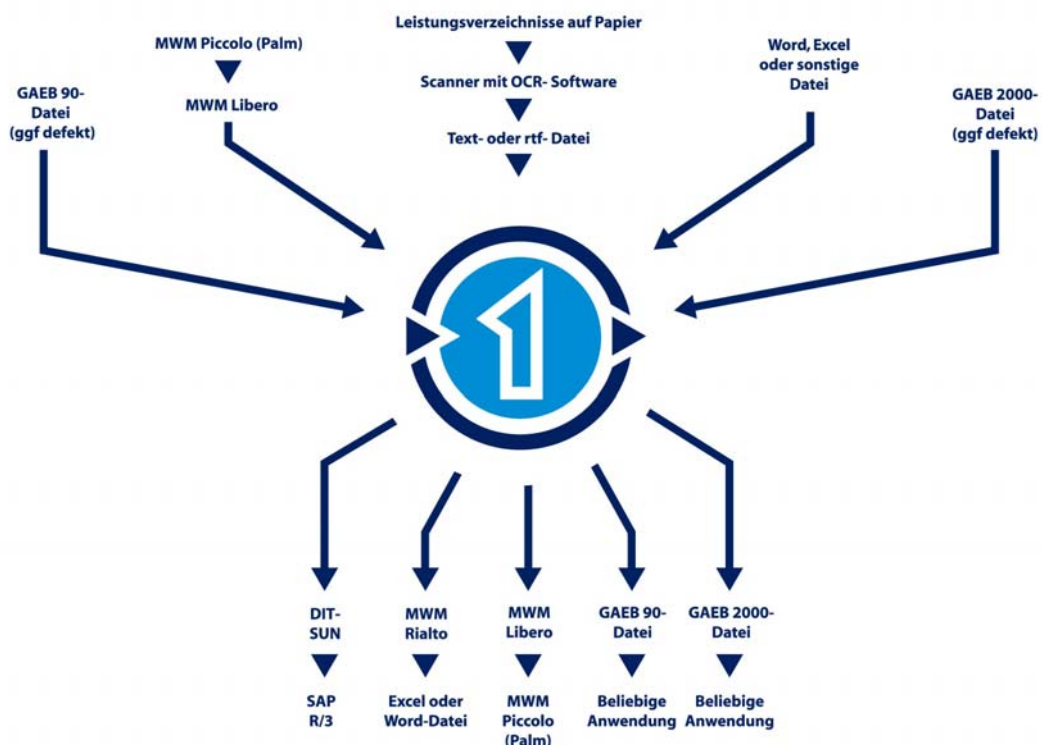 Leistungsverzeichnisse auf Papier
Scanner mit OCR- Software
Text- oder rtf- Datei
MWM Piccolo (Palm)
MWM Libero
GAEB 90-
Datei
(ggf defekt)
Word, Excel
oder sonstige
Datei
GAEB 2000-
Datei
(ggf defekt)
1
DIT-
SUN
SAP
R/3
MWM
Rialto
Excel oder
Word-Datei
MWM
Libero
MWM
Piccolo
(Palm)
GAEB 90-
Datei
Beliebige
Anwendung
GAEB 2000-
Datei
Beliebige
Anwendung